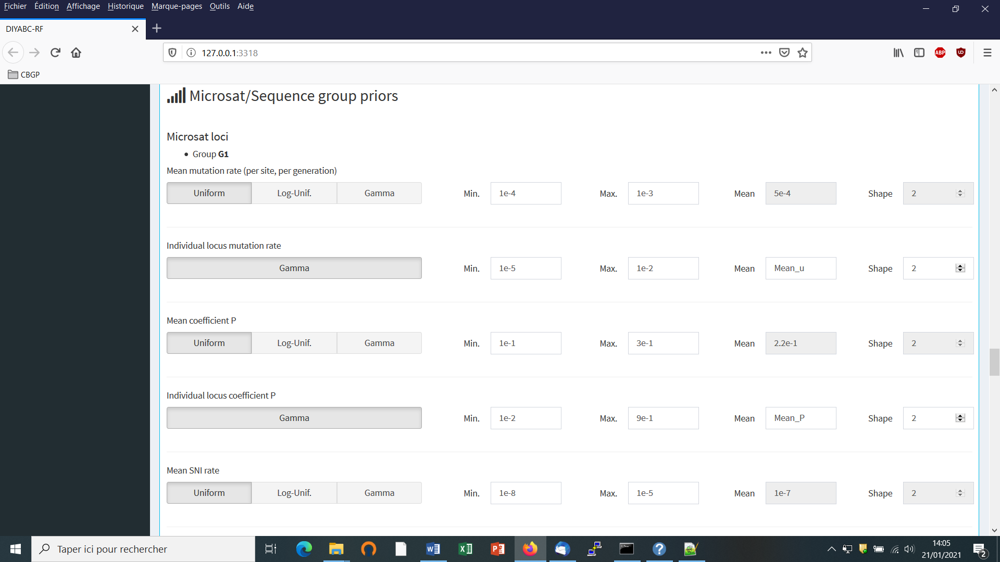 Fichier Édition Affichage Historique Marque-pages Outils Aide
DIYABC-RF
127.0.0.1:3318
ABP
CBGP
Microsat/Sequence group priors
Microsat loci
Group G1
Mean mutation rate (per site, per generation)
Uniform Log-Unif. Gamma Min. 1e-4 Max. 1e-3 Mean 5e-4 Shape 2
Individual locus mutation rate
Gamma Min. 1e-5 Max. 1e-2 Mean Mean_u Shape 2
Mean coefficient P
Uniform Log-Unif. Gamma Min. 1e-1 Max. 3e-1 Mean 2.2e-1 Shape 2
Individual locus coefficient P
Gamma Min. 1e-2 Max. 9e-1 Mean Mean_P Shape 2
Mean SNI rate
Uniform Log-Unif. Gamma Min. 1e-8 Max. 1e-5 Mean 1e-7 Shape 2
Taper ici pour rechercher
14:05
21/01/2021
2